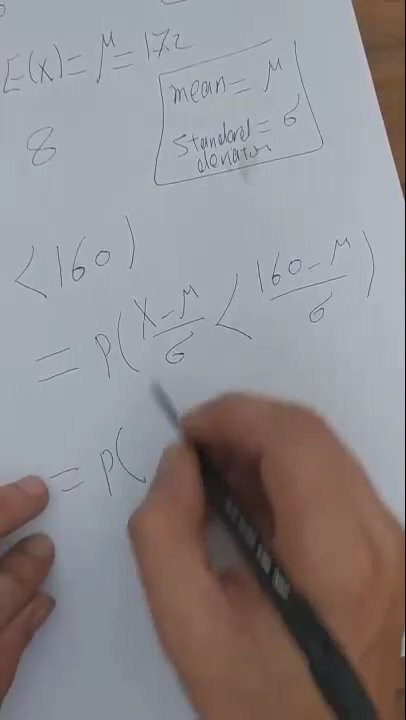 E(X) = μ = 172
mean = μ
standard = σ
deviation
8
< 160)
= P( X-μ / σ < 160-μ / σ )
= P(